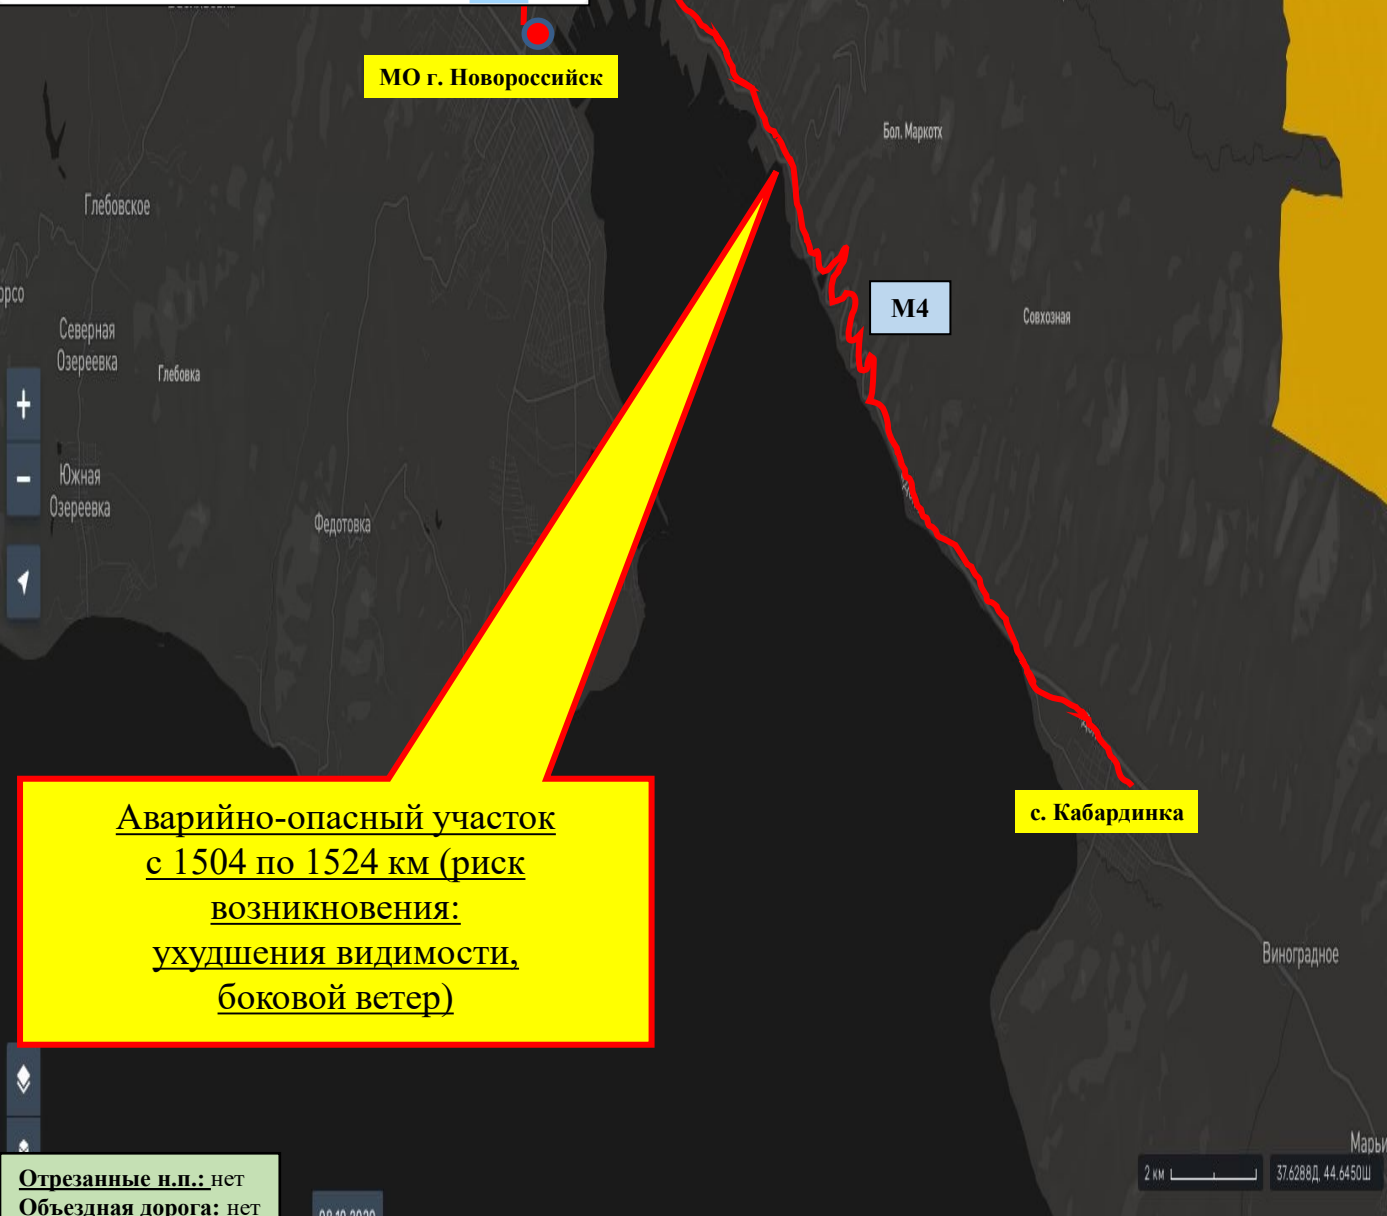 МО г. Новороссийск
Бол. Маркотх
Глебовское
М4
Совхозная
Северная
Озереевка
Глебовка
+
−
Южная
Озереевка
Федотовка
с. Кабардинка
Аварийно-опасный участок
с 1504 по 1524 км (риск
возникновения:
ухудшения видимости,
боковой ветер)
Виноградное
2 км
37.6288Д, 44.6450Ш
Отрезанные н.п.: нет
Объездная дорога: нет